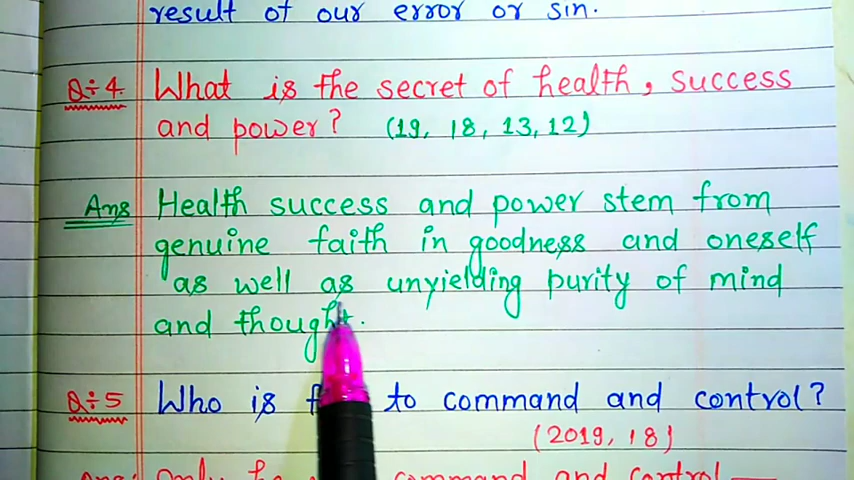 result of our error or sin.
Q÷4 What is the secret of health, success
and power? (19, 18, 13, 12)
Ans Health success and power stem from
genuine faith in goodness and oneself
as well as unyielding purity of mind
and thought.
Q÷5 Who is to command and control?
(2019, 18)
command and control